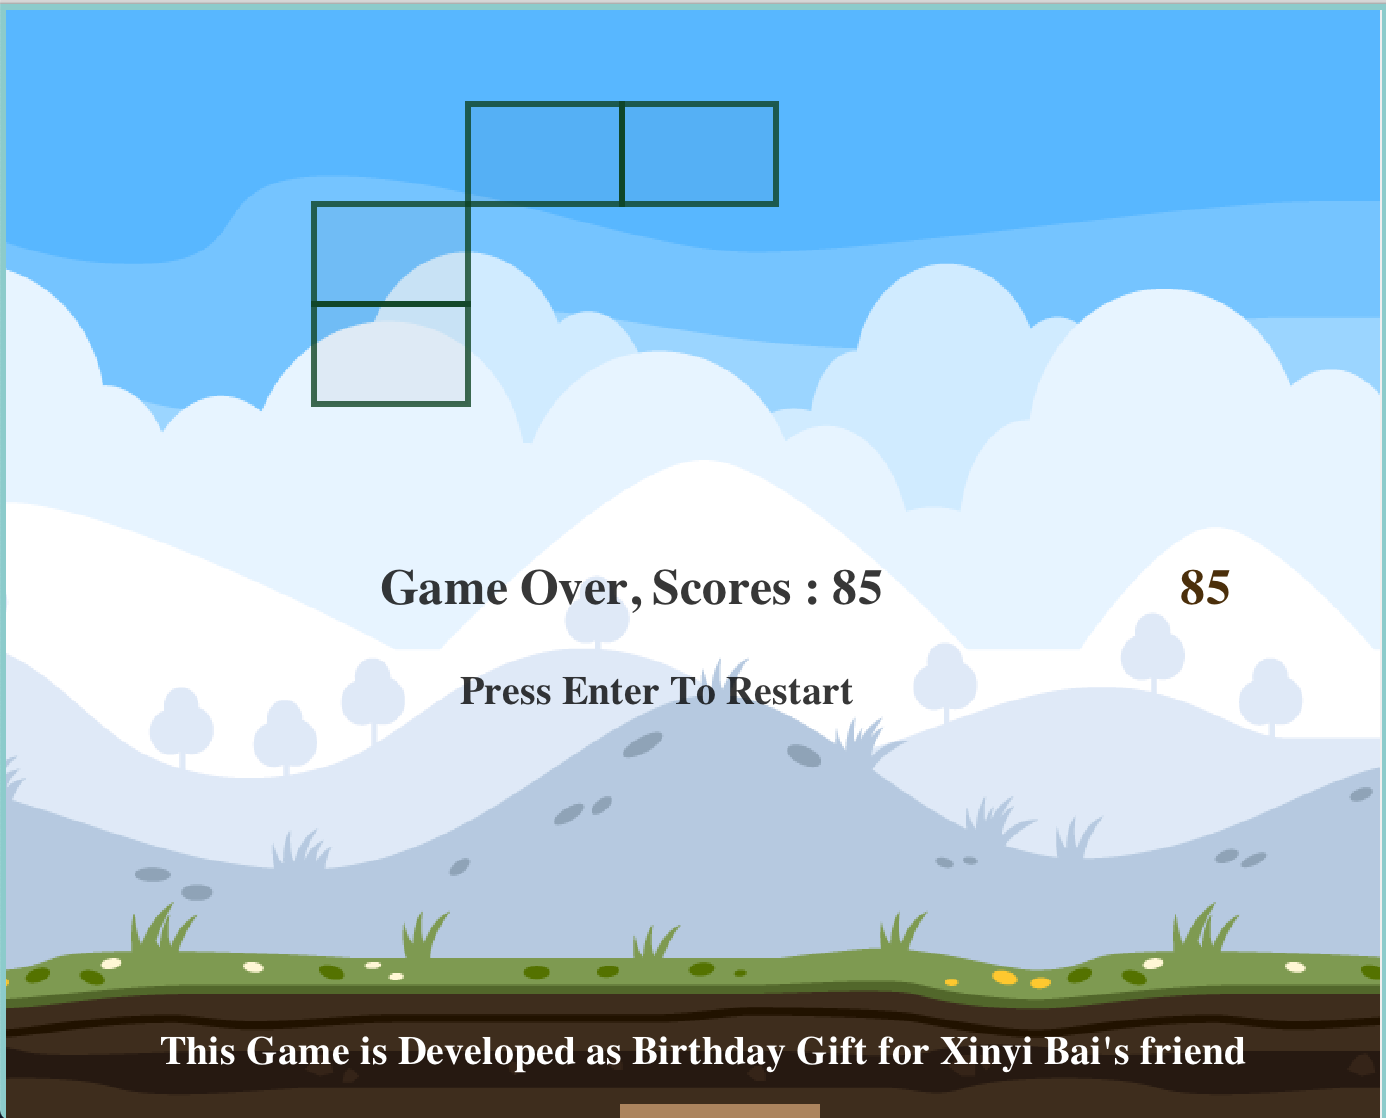 Game Over, Scores : 85
85
Press Enter To Restart
This Game is Developed as Birthday Gift for Xinyi Bai's friend